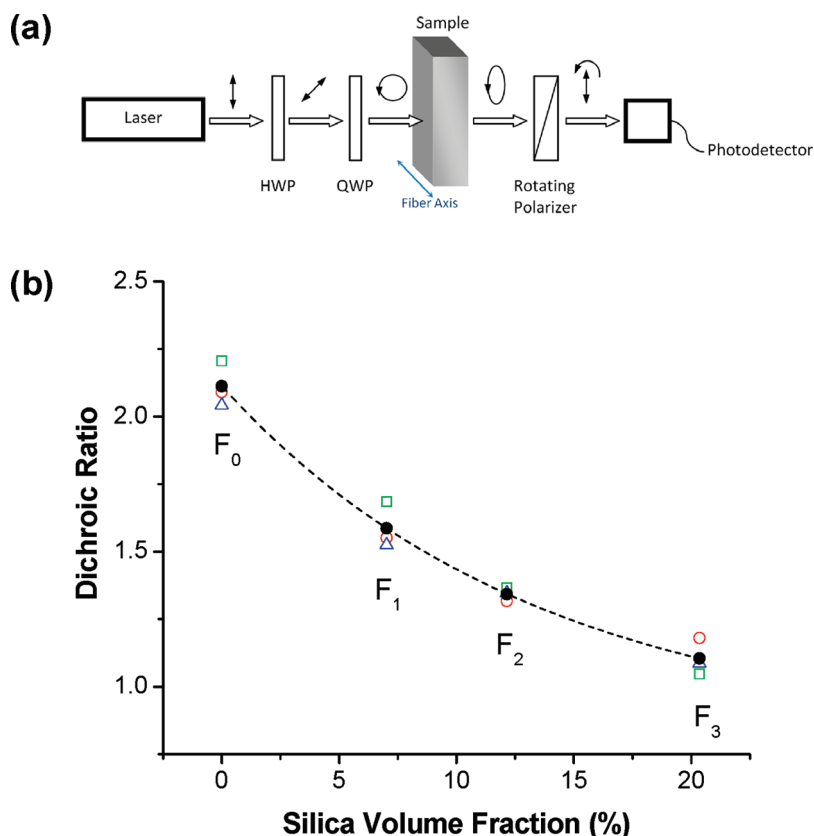 (a)
Sample
Laser
HWP
QWP
Fiber Axis
Rotating
Polarizer
Photodetector
(b)
2.5
2.0
1.5
1.0
Dichroic Ratio
F₀
F₁
F₂
F₃
0
5
10
15
20
Silica Volume Fraction (%)